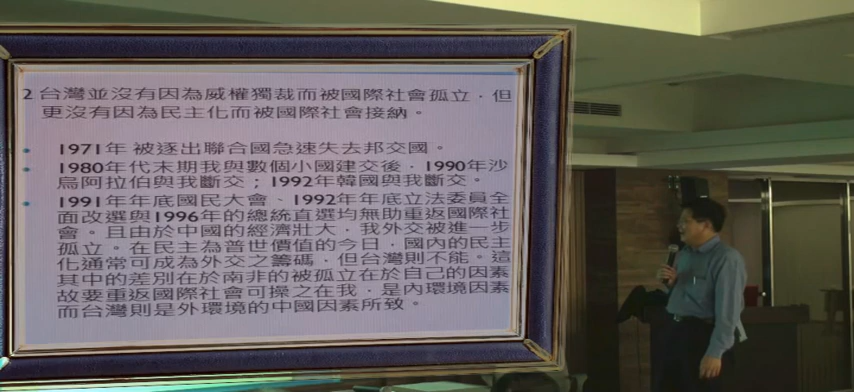 2 台灣並沒有因為威權獨裁而被國際社會孤立，但
更沒有因為民主化而被國際社會接納。
• 1971年 被逐出聯合國急速失去邦交國。
• 1980年代末期我與數個小國建交後，1990年沙
烏阿拉伯與我斷交；1992年韓國與我斷交。
• 1991年年底國民大會、1992年年底立法委員全
面改選與1996年的總統直選均無助重返國際社
會。且由於中國的經濟壯大，我外交被進一步
孤立。在民主為普世價值的今日，國內的民主
化通常可成為外交之籌碼，但台灣則不能。這
其中的差別在於南非的被孤立在於自己的因素
故要重返國際社會可操之在我，是內環境因素
而台灣則是外環境的中國因素所致。